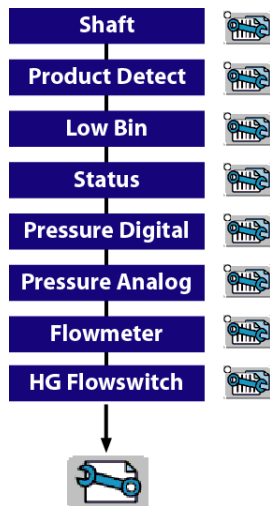 Shaft
Product Detect
Low Bin
Status
Pressure Digital
Pressure Analog
Flowmeter
HG Flowswitch